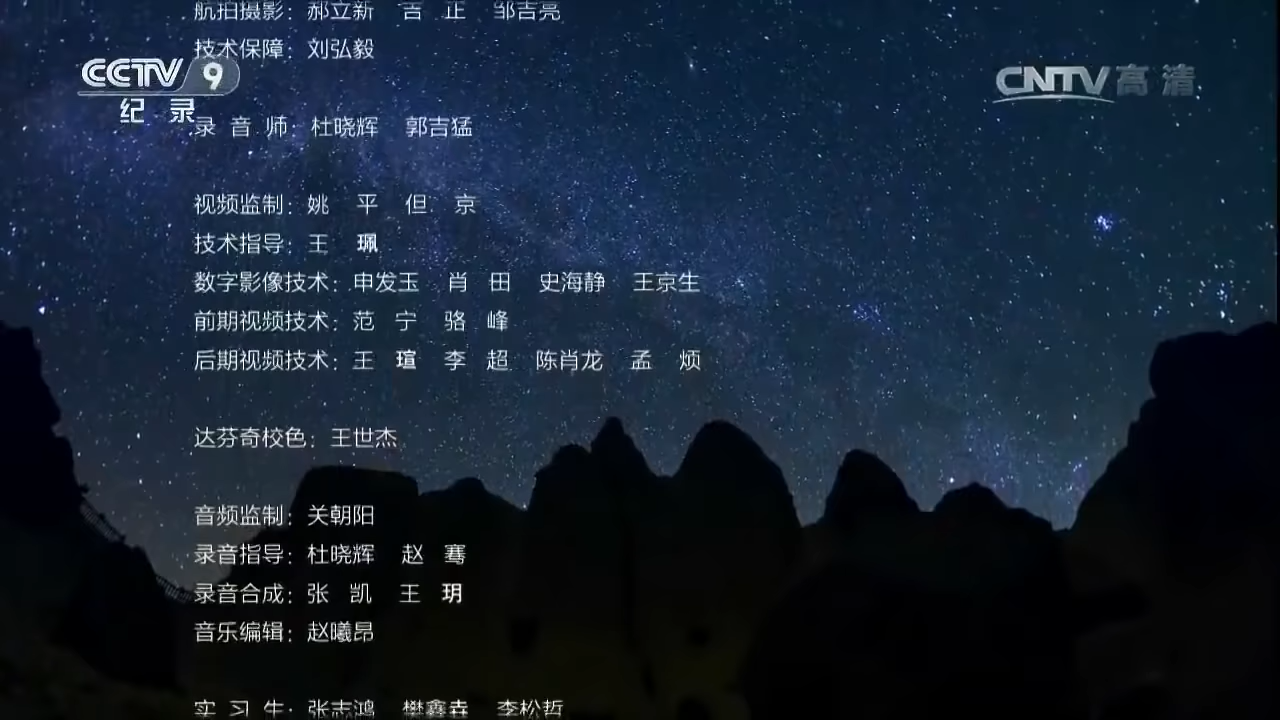 航拍摄影：郝立新 吉 正 邹吉亮
技术保障：刘弘毅
CCTV 9
纪 录
CNTV高清
录 音 师：杜晓辉 郭吉猛
视频监制：姚 平 但 京
技术指导：王 珮
数字影像技术：申发玉 肖 田 史海静 王京生
前期视频技术：范 宁 骆 峰
后期视频技术：王 瑄 李 超 陈肖龙 孟 烦
达芬奇校色：王世杰
音频监制：关朝阳
录音指导：杜晓辉 赵 骞
录音合成：张 凯 王 玥
音乐编辑：赵曦昂
实 习 生：张志鸿 樊鑫垚 李松哲